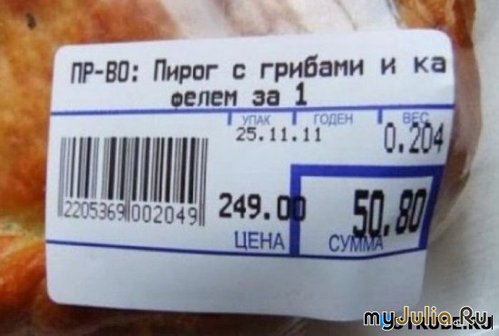 ПР-ВО: Пирог с грибами и ка
фелем за 1
УПАК ГОДЕН ВЕС
25.11.11 0.204
2205369 002049 249.00 50.80
ЦЕНА СУММА
myJulia.Ru